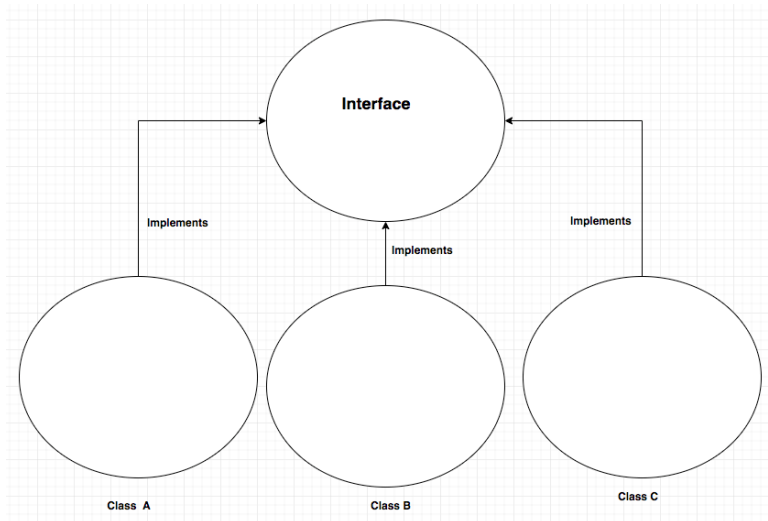 Interface
Implements
Implements
Implements
Class  A
Class B
Class C